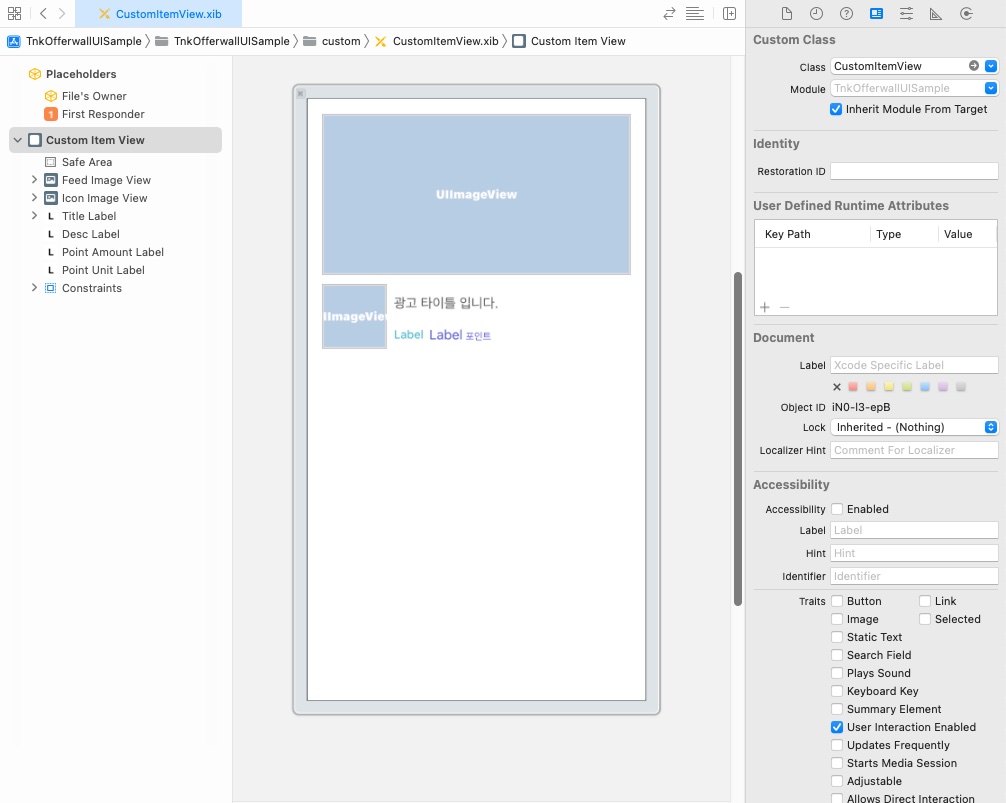 CustomItemView.xib
TnkOfferwallUISample
TnkOfferwallUISample
custom
CustomItemView.xib
Custom Item View
Placeholders
File's Owner
1 First Responder
Custom Item View
Safe Area
Feed Image View
Icon Image View
L Title Label
L Desc Label
L Point Amount Label
L Point Unit Label
Constraints
UIImageView
IImageView
광고 타이틀 입니다.
Label Label 포인트
Custom Class
Class CustomItemView
Module TnkOfferwallUISample
Inherit Module From Target
Identity
Restoration ID
User Defined Runtime Attributes
Key Path Type Value
Document
Label Xcode Specific Label
Object ID iN0-l3-epB
Lock Inherited - (Nothing)
Localizer Hint Comment For Localizer
Accessibility
Accessibility Enabled
Label Label
Hint Hint
Identifier Identifier
Traits Button Link
Image Selected
Static Text
Search Field
Plays Sound
Keyboard Key
Summary Element
User Interaction Enabled
Updates Frequently
Starts Media Session
Adjustable
Allows Direct Interaction